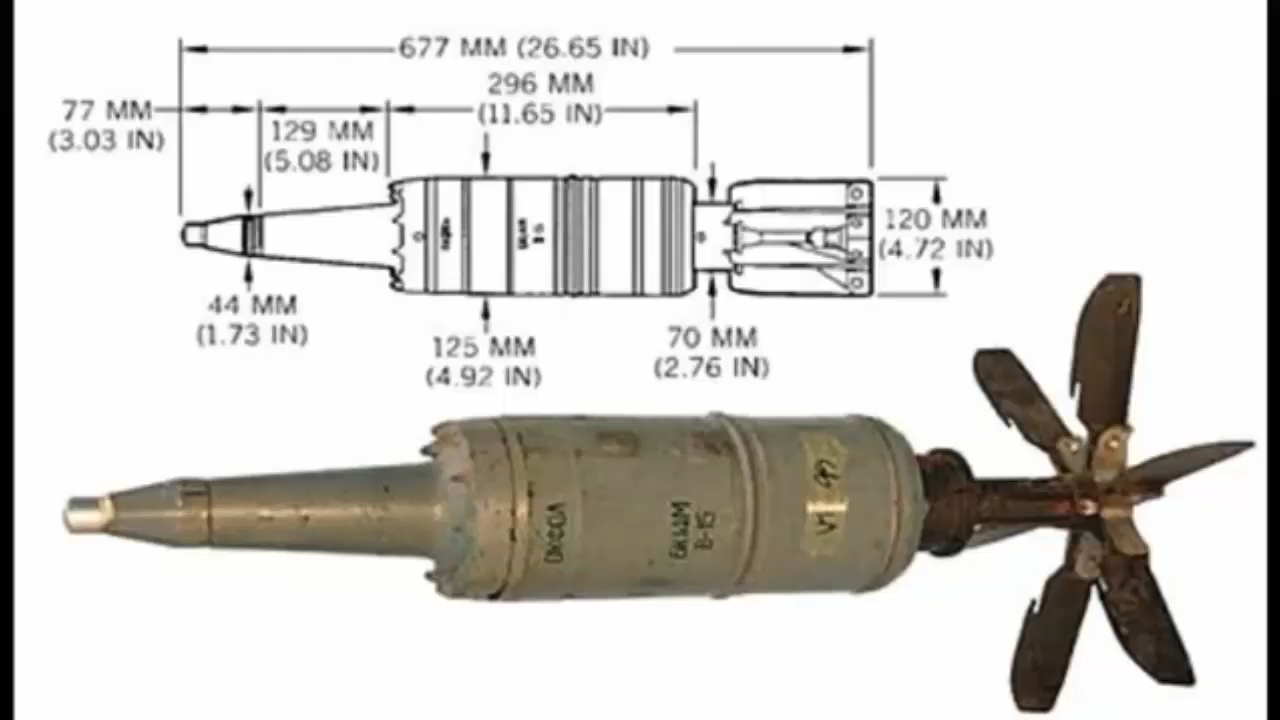 677 MM (26.65 IN)
296 MM
(11.65 IN)
77 MM
(3.03 IN)
129 MM
(5.08 IN)
120 MM
(4.72 IN)
44 MM
(1.73 IN)
125 MM
(4.92 IN)
70 MM
(2.76 IN)
ОКФОЛ
В-15